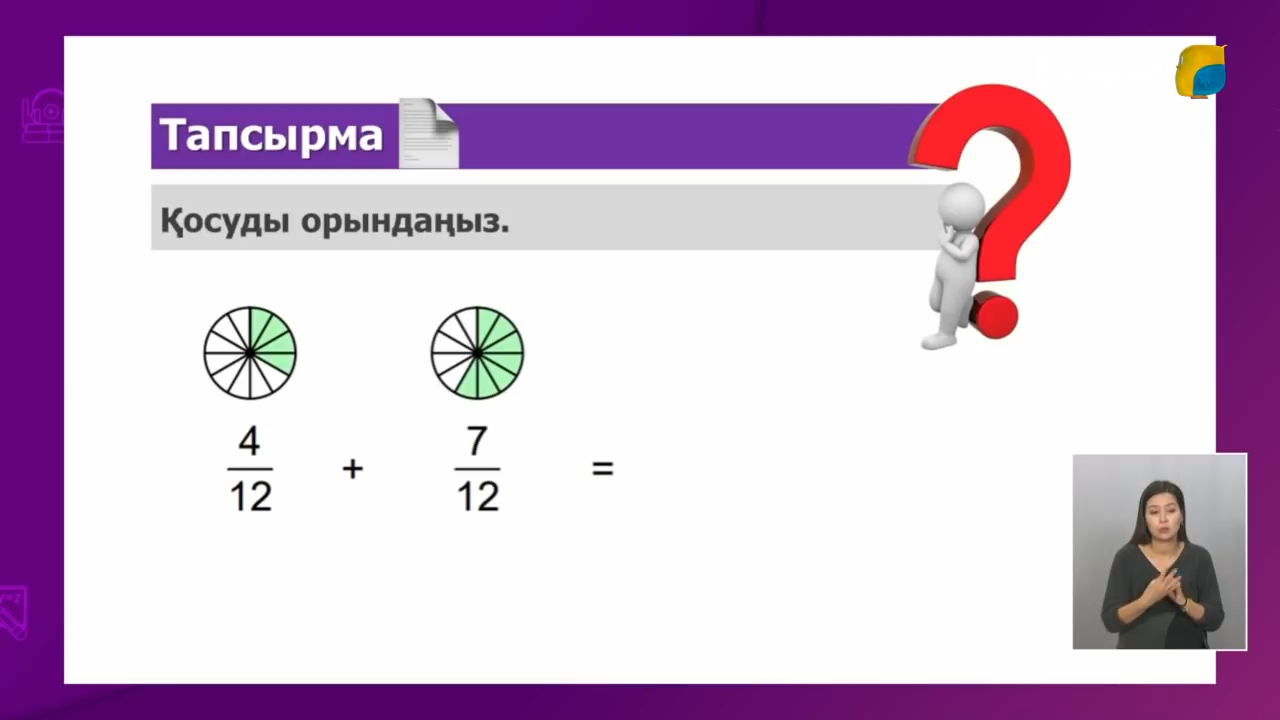 Тапсырма
Қосуды орындаңыз.
4/12 + 7/12 =